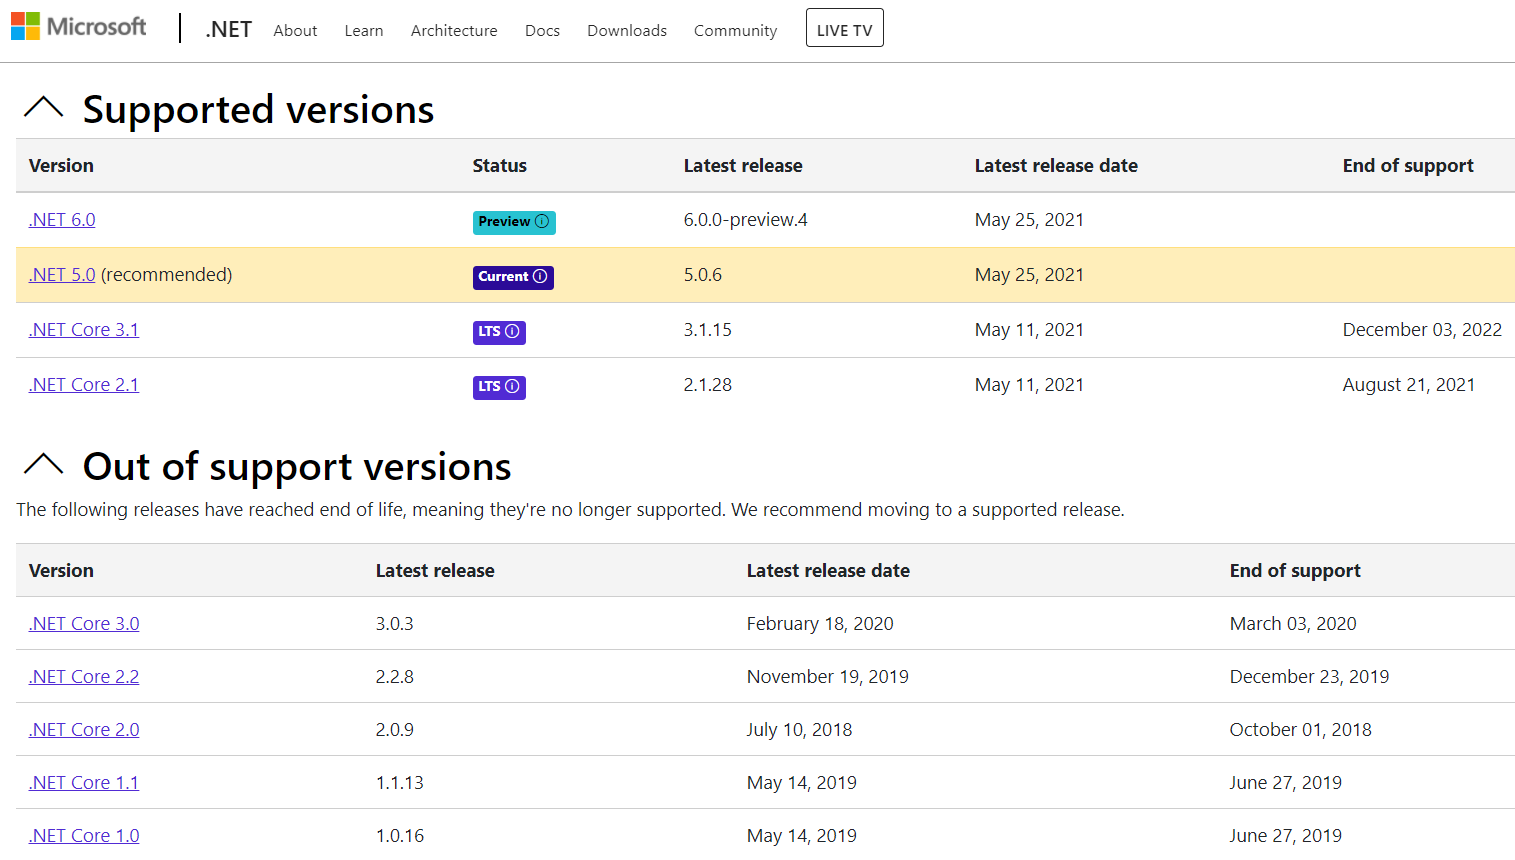 Microsoft .NET About Learn Architecture Docs Downloads Community LIVE TV
Supported versions
Version Status Latest release Latest release date End of support
.NET 6.0 Preview 6.0.0-preview.4 May 25, 2021
.NET 5.0 (recommended) Current 5.0.6 May 25, 2021
.NET Core 3.1 LTS 3.1.15 May 11, 2021 December 03, 2022
.NET Core 2.1 LTS 2.1.28 May 11, 2021 August 21, 2021
Out of support versions
The following releases have reached end of life, meaning they're no longer supported. We recommend moving to a supported release.
Version Latest release Latest release date End of support
.NET Core 3.0 3.0.3 February 18, 2020 March 03, 2020
.NET Core 2.2 2.2.8 November 19, 2019 December 23, 2019
.NET Core 2.0 2.0.9 July 10, 2018 October 01, 2018
.NET Core 1.1 1.1.13 May 14, 2019 June 27, 2019
.NET Core 1.0 1.0.16 May 14, 2019 June 27, 2019